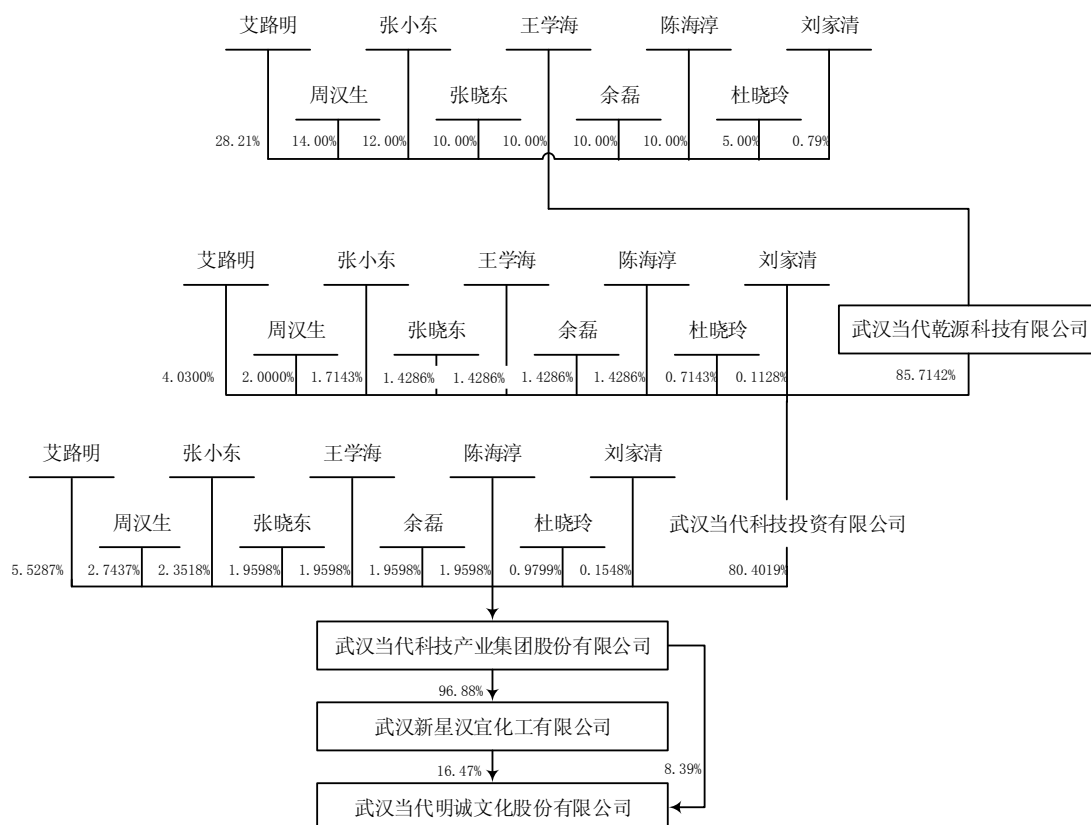 艾路明 张小东 王学海 陈海淳 刘家清
周汉生 张晓东 余磊 杜晓玲
28.21% 14.00% 12.00% 10.00% 10.00% 10.00% 10.00% 5.00% 0.79%
艾路明 张小东 王学海 陈海淳 刘家清
武汉当代乾源科技有限公司
周汉生 张晓东 余磊 杜晓玲
4.0300% 2.0000% 1.7143% 1.4286% 1.4286% 1.4286% 1.4286% 0.7143% 0.1128% 85.7142%
艾路明 张小东 王学海 陈海淳 刘家清
周汉生 张晓东 余磊 杜晓玲 武汉当代科技投资有限公司
5.5287% 2.7437% 2.3518% 1.9598% 1.9598% 1.9598% 1.9598% 0.9799% 0.1548% 80.4019%
武汉当代科技产业集团股份有限公司
96.88%
武汉新星汉宜化工有限公司
16.47% 8.39%
武汉当代明诚文化股份有限公司